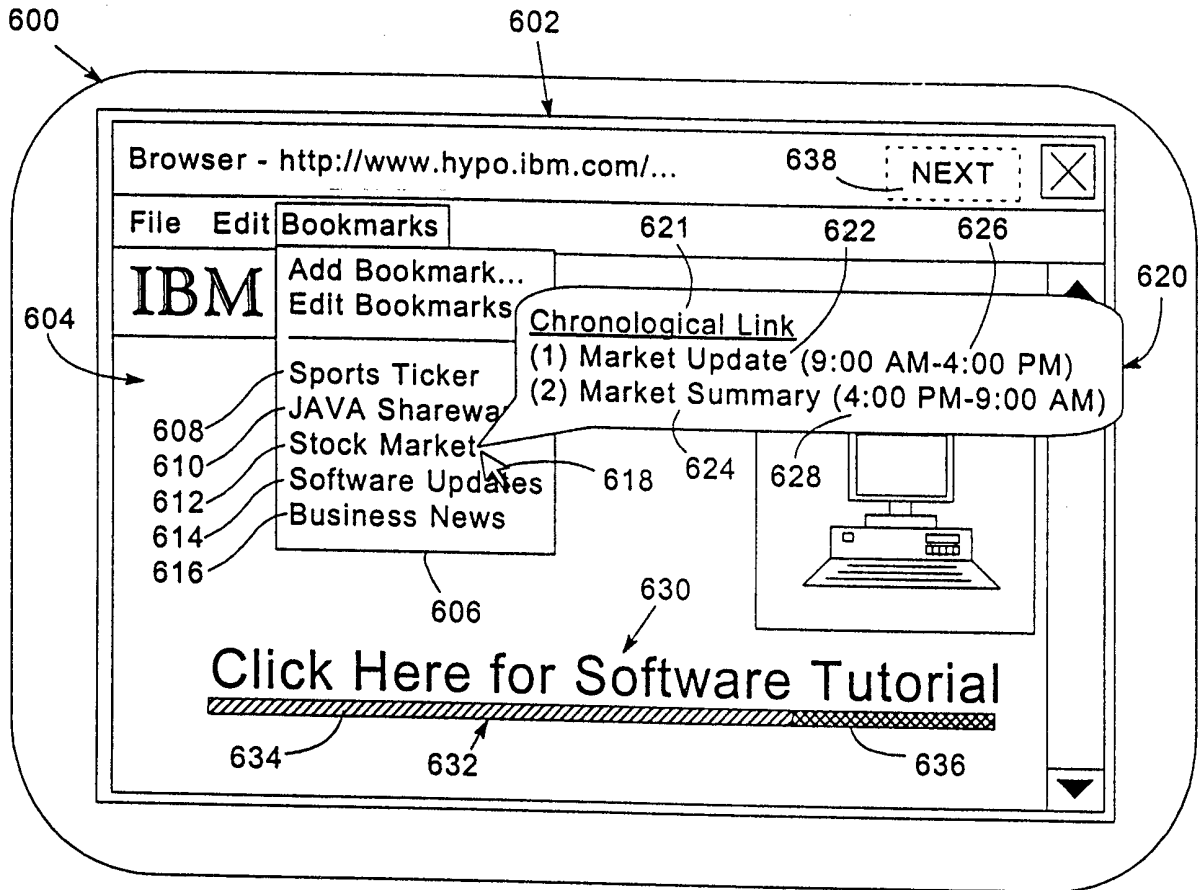 600
602
Browser - http://www.hypo.ibm.com/...
638
NEXT
File Edit Bookmarks
621
622
626
IBM
Add Bookmark...
Edit Bookmarks
620
604
Chronological Link
(1) Market Update (9:00 AM-4:00 PM)
(2) Market Summary (4:00 PM-9:00 AM)
Sports Ticker
608
JAVA Sharewa
610
Stock Market
612
618
624
628
Software Updates
614
Business News
616
606
630
Click Here for Software Tutorial
634
632
636